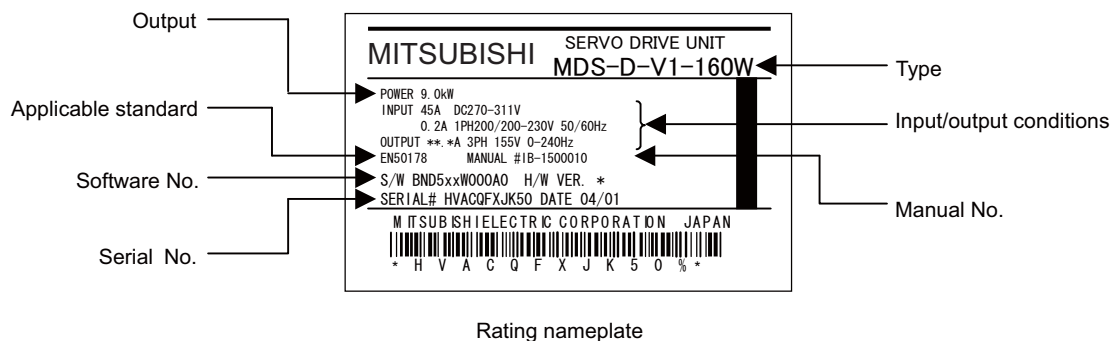 Output
Applicable standard
Software No.
Serial No.
MITSUBISHI
SERVO DRIVE UNIT
MDS-D-V1-160W
POWER 9.0kW
INPUT 45A DC270-311V
0.2A 1PH200/200-230V 50/60Hz
OUTPUT **.*A 3PH 155V 0-240Hz
EN50178 MANUAL #IB-1500010
S/W BND5xxW000A0 H/W VER. *
SERIAL# HVACQFXJK50 DATE 04/01
MITSUBISHI ELECTRIC CORPORATION JAPAN
* H V A C Q F X J K 5 0 % *
Type
Input/output conditions
Manual No.
Rating nameplate